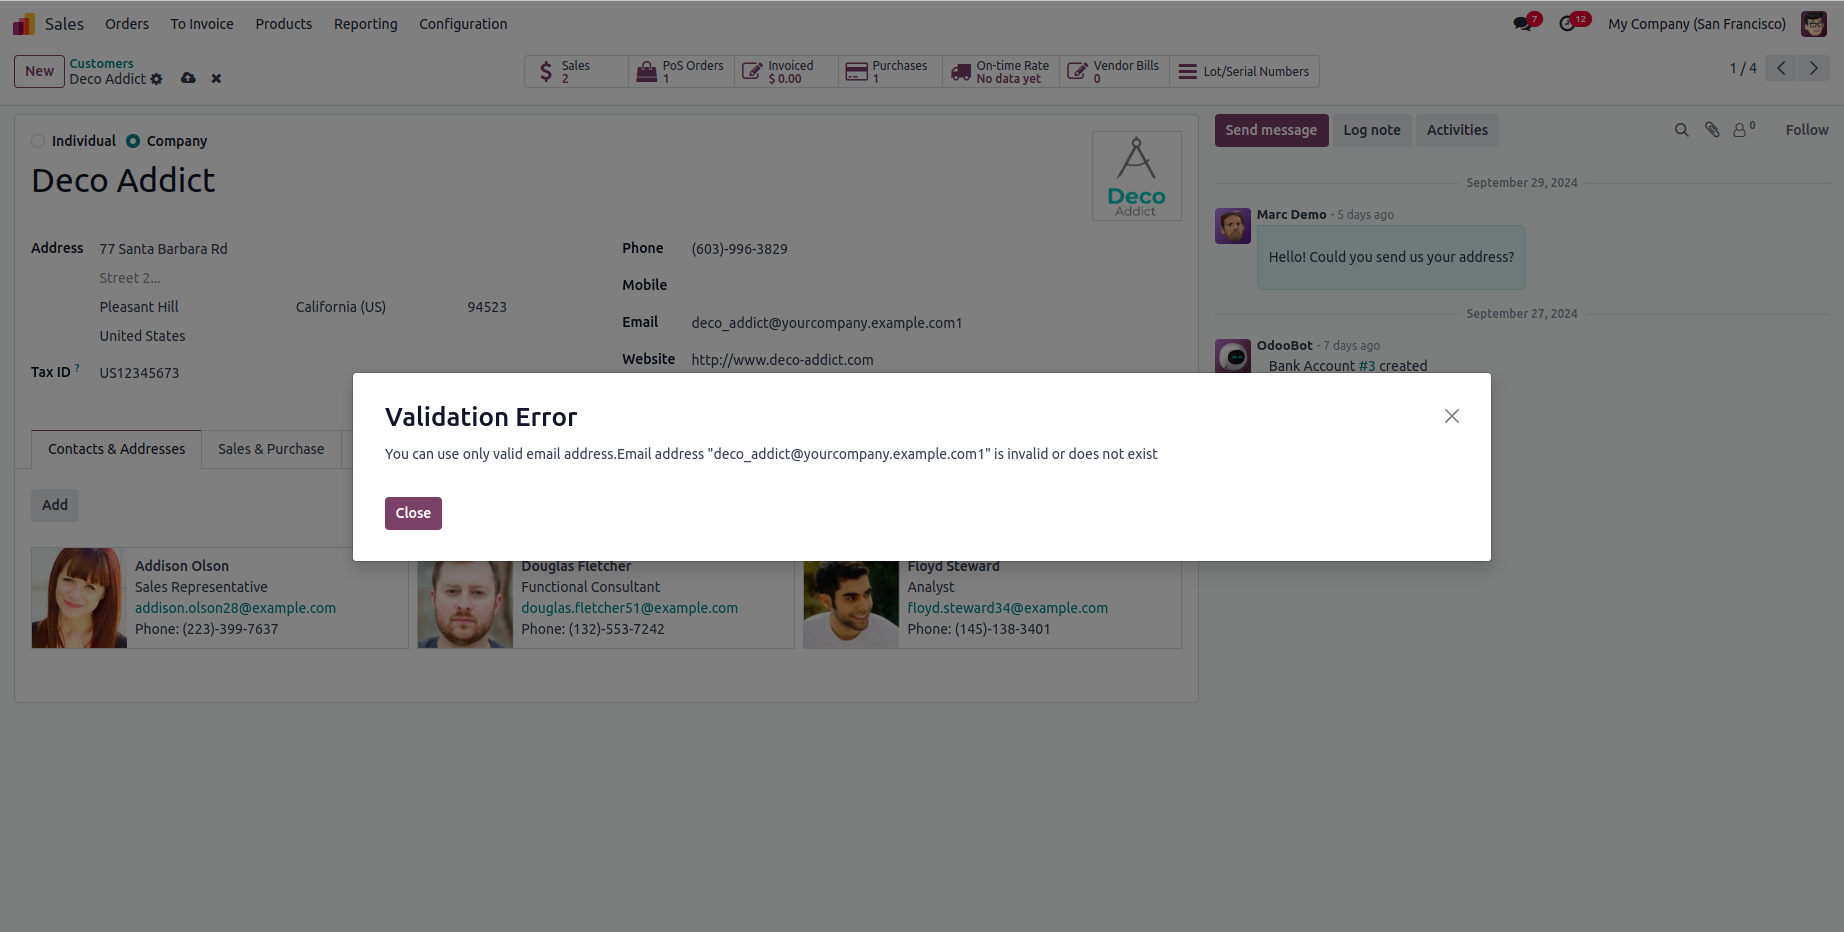 Sales Orders To Invoice Products Reporting Configuration 7 12 My Company (San Francisco)
New Customers
Deco Addict
Sales 2 PoS Orders 1 Invoiced $ 0.00 Purchases 1 On-time Rate No data yet Vendor Bills 0 Lot/Serial Numbers 1 / 4
Individual Company
Deco Addict
Deco
Addict
Address 77 Santa Barbara Rd
Street 2...
Pleasant Hill California (US) 94523
United States
Tax ID ? US12345673
Phone (603)-996-3829
Mobile
Email deco_addict@yourcompany.example.com1
Website http://www.deco-addict.com
Send message Log note Activities 0 Follow
September 29, 2024
Marc Demo - 5 days ago
Hello! Could you send us your address?
September 27, 2024
OdooBot - 7 days ago
Bank Account #3 created
Validation Error
You can use only valid email address.Email address "deco_addict@yourcompany.example.com1" is invalid or does not exist
Close
Contacts & Addresses Sales & Purchase
Add
Addison Olson
Sales Representative
addison.olson28@example.com
Phone: (223)-399-7637
Douglas Fletcher
Functional Consultant
douglas.fletcher51@example.com
Phone: (132)-553-7242
Floyd Steward
Analyst
floyd.steward34@example.com
Phone: (145)-138-3401